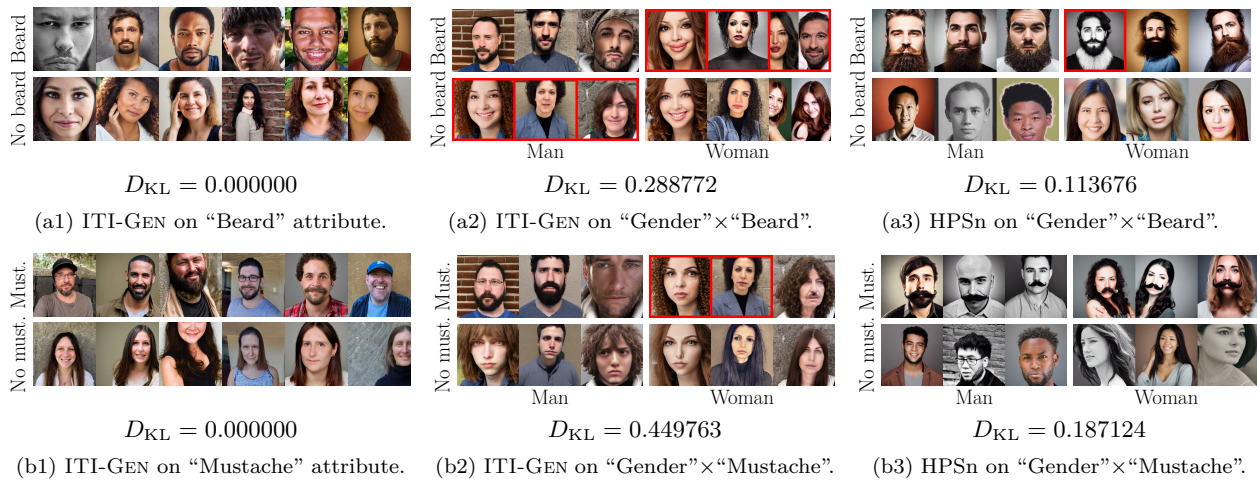 Beard
No beard
D_KL = 0.000000
(a1) ITI-GEN on “Beard” attribute.
Beard
No beard
Man
Woman
D_KL = 0.288772
(a2) ITI-GEN on “Gender”×“Beard”.
Beard
No beard
Man
Woman
D_KL = 0.113676
(a3) HPSn on “Gender”×“Beard”.
Must.
No must.
D_KL = 0.000000
(b1) ITI-GEN on “Mustache” attribute.
Must.
No must.
Man
Woman
D_KL = 0.449763
(b2) ITI-GEN on “Gender”×“Mustache”.
Must.
No must.
Man
Woman
D_KL = 0.187124
(b3) HPSn on “Gender”×“Mustache”.